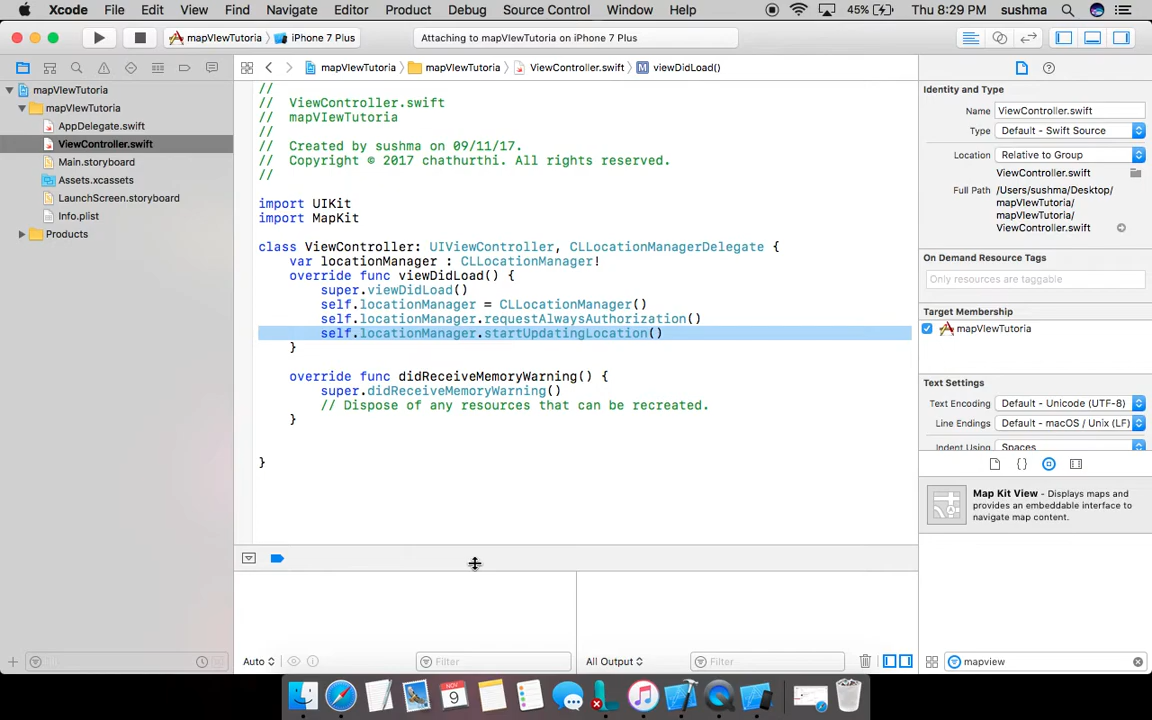 Xcode File Edit View Find Navigate Editor Product Debug Source Control Window Help 45% Thu 8:29 PM sushma
mapVIewTutoria iPhone 7 Plus Attaching to mapVIewTutoria on iPhone 7 Plus
mapVIewTutoria mapVIewTutoria ViewController.swift M viewDidLoad()
mapVIewTutoria
mapVIewTutoria
AppDelegate.swift
ViewController.swift
Main.storyboard
Assets.xcassets
LaunchScreen.storyboard
Info.plist
Products
//
// ViewController.swift
// mapVIewTutoria
//
// Created by sushma on 09/11/17.
// Copyright © 2017 chathurthi. All rights reserved.
//
import UIKit
import MapKit
class ViewController: UIViewController, CLLocationManagerDelegate {
var locationManager : CLLocationManager!
override func viewDidLoad() {
super.viewDidLoad()
self.locationManager = CLLocationManager()
self.locationManager.requestAlwaysAuthorization()
self.locationManager.startUpdatingLocation()
}
override func didReceiveMemoryWarning() {
super.didReceiveMemoryWarning()
// Dispose of any resources that can be recreated.
}
}
Auto Filter All Output Filter
Identity and Type
Name ViewController.swift
Type Default - Swift Source
Location Relative to Group
ViewController.swift
Full Path /Users/sushma/Desktop/
mapVIewTutoria/
mapVIewTutoria/
ViewController.swift
On Demand Resource Tags
Only resources are taggable
Target Membership
mapVIewTutoria
Text Settings
Text Encoding Default - Unicode (UTF-8)
Line Endings Default - macOS / Unix (LF)
Indent Using Spaces
Map Kit View - Displays maps and
provides an embeddable interface to
navigate map content.
mapview
NOV
9